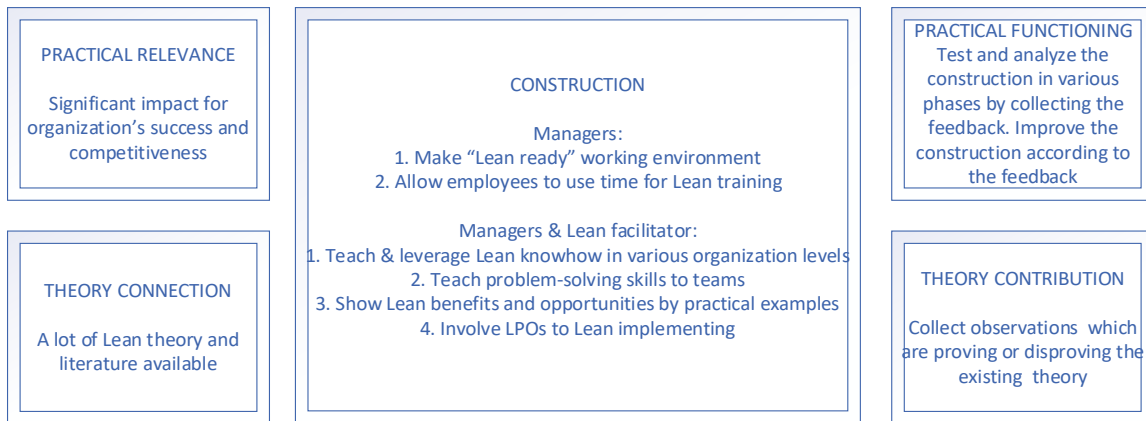 PRACTICAL RELEVANCE
Significant impact for
organization's success and
competitiveness
THEORY CONNECTION
A lot of Lean theory and
literature available
CONSTRUCTION
Managers:
1. Make “Lean ready” working environment
2. Allow employees to use time for Lean training
Managers & Lean facilitator:
1. Teach & leverage Lean knowhow in various organization levels
2. Teach problem-solving skills to teams
3. Show Lean benefits and opportunities by practical examples
4. Involve LPOs to Lean implementing
PRACTICAL FUNCTIONING
Test and analyze the
construction in various
phases by collecting the
feedback. Improve the
construction according to
the feedback
THEORY CONTRIBUTION
Collect observations which
are proving or disproving the
existing theory